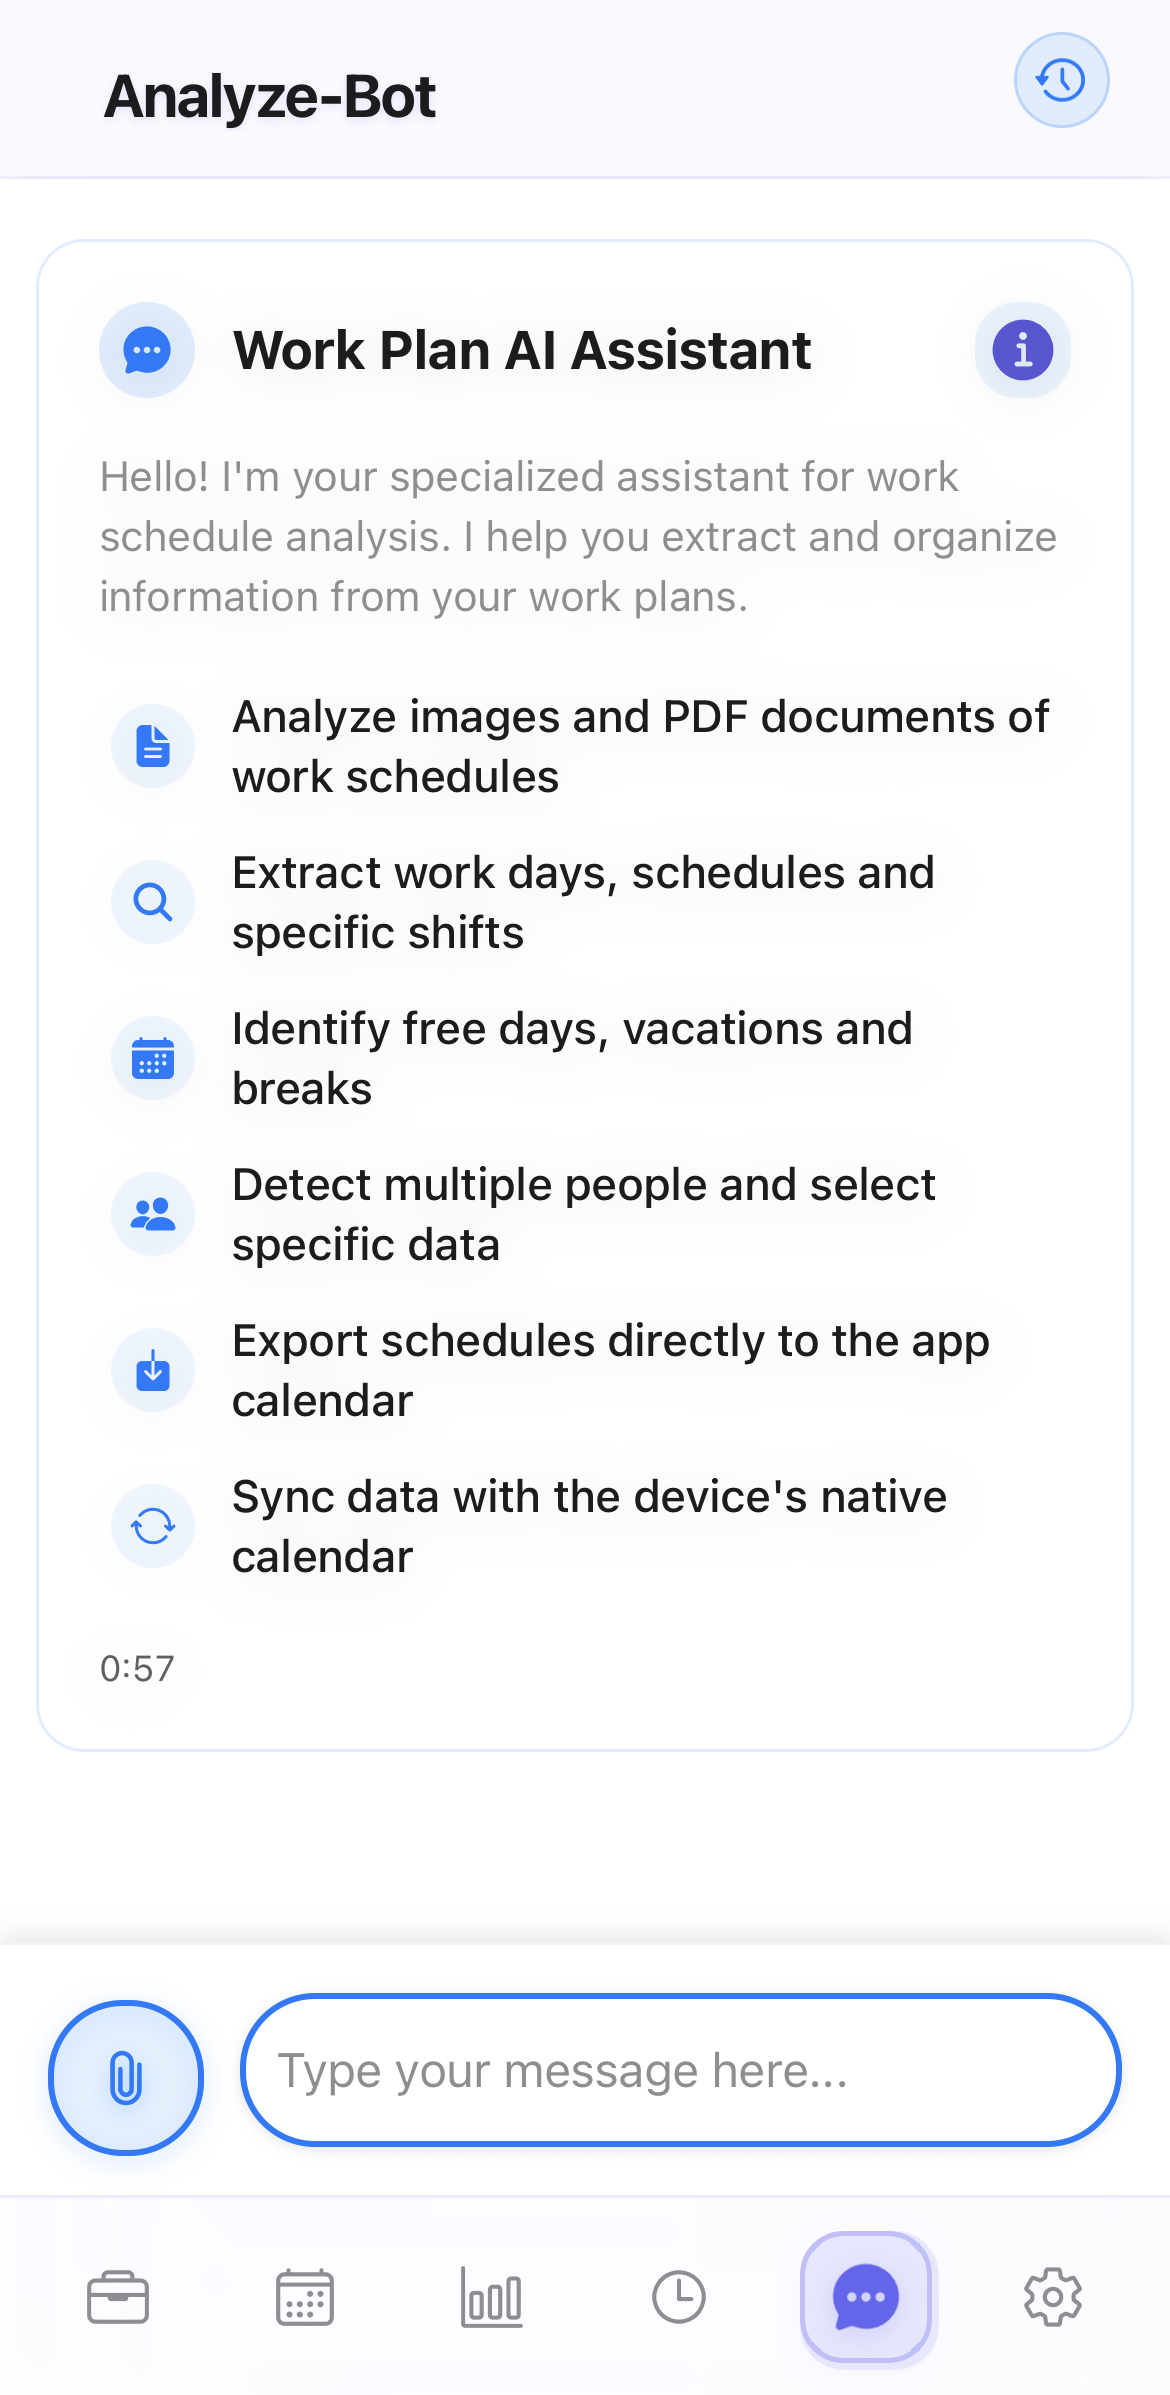 Analyze-Bot
Work Plan AI Assistant
Hello! I'm your specialized assistant for work
schedule analysis. I help you extract and organize
information from your work plans.
Analyze images and PDF documents of
work schedules
Extract work days, schedules and
specific shifts
Identify free days, vacations and
breaks
Detect multiple people and select
specific data
Export schedules directly to the app
calendar
Sync data with the device's native
calendar
0:57
Type your message here...